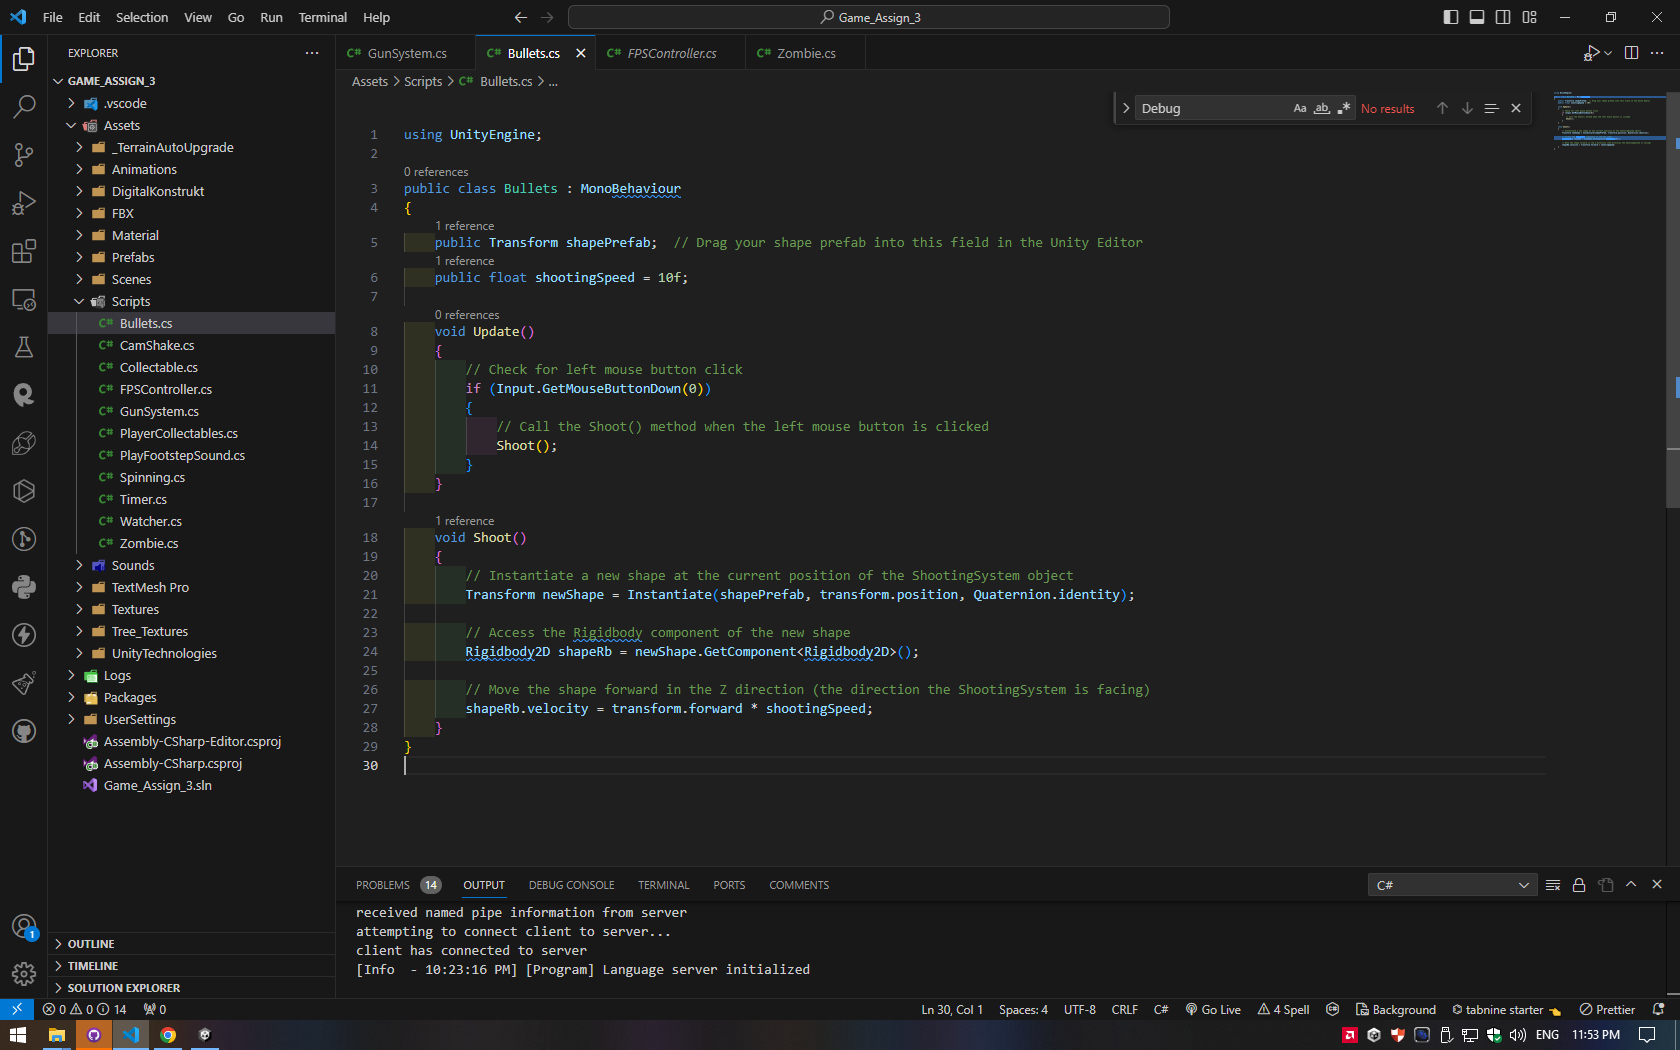 File Edit Selection View Go Run Terminal Help
Game_Assign_3
EXPLORER
GAME_ASSIGN_3
.vscode
Assets
_TerrainAutoUpgrade
Animations
DigitalKonstrukt
FBX
Material
Prefabs
Scenes
Scripts
C# Bullets.cs
C# CamShake.cs
C# Collectable.cs
C# FPSController.cs
C# GunSystem.cs
C# PlayerCollectables.cs
C# PlayFootstepSound.cs
C# Spinning.cs
C# Timer.cs
C# Watcher.cs
C# Zombie.cs
Sounds
TextMesh Pro
Textures
Tree_Textures
UnityTechnologies
Logs
Packages
UserSettings
Assembly-CSharp-Editor.csproj
Assembly-CSharp.csproj
Game_Assign_3.sln
OUTLINE
TIMELINE
SOLUTION EXPLORER
1
C# GunSystem.cs C# Bullets.cs C# FPSController.cs C# Zombie.cs
Assets > Scripts > C# Bullets.cs > ...
Debug Aa ab .* No results
1 using UnityEngine;
2
0 references
3 public class Bullets : MonoBehaviour
4 {
1 reference
5 public Transform shapePrefab; // Drag your shape prefab into this field in the Unity Editor
1 reference
6 public float shootingSpeed = 10f;
7
0 references
8 void Update()
9 {
10 // Check for left mouse button click
11 if (Input.GetMouseButtonDown(0))
12 {
13 // Call the Shoot() method when the left mouse button is clicked
14 Shoot();
15 }
16 }
17
1 reference
18 void Shoot()
19 {
20 // Instantiate a new shape at the current position of the ShootingSystem object
21 Transform newShape = Instantiate(shapePrefab, transform.position, Quaternion.identity);
22
23 // Access the Rigidbody component of the new shape
24 Rigidbody2D shapeRb = newShape.GetComponent<Rigidbody2D>();
25
26 // Move the shape forward in the Z direction (the direction the ShootingSystem is facing)
27 shapeRb.velocity = transform.forward * shootingSpeed;
28 }
29 }
30
PROBLEMS 14 OUTPUT DEBUG CONSOLE TERMINAL PORTS COMMENTS C#
received named pipe information from server
attempting to connect client to server...
client has connected to server
[Info  - 10:23:16 PM] [Program] Language server initialized
0 0 14 0 Ln 30, Col 1 Spaces: 4 UTF-8 CRLF C# Go Live 4 Spell Background tabnine starter Prettier
ENG 11:53 PM